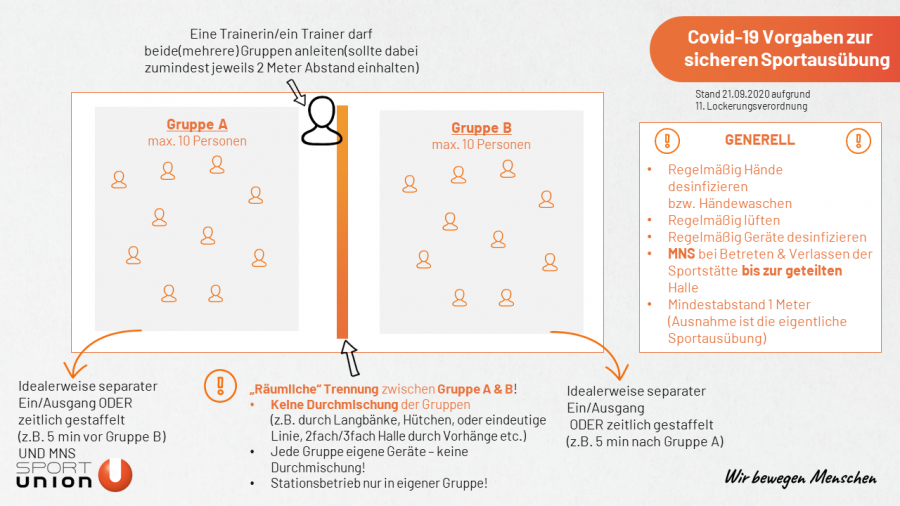 Eine Trainerin/ein Trainer darf
beide(mehrere) Gruppen anleiten(sollte dabei
zumindest jeweils 2 Meter Abstand einhalten)
Covid-19 Vorgaben zur
sicheren Sportausübung
Stand 21.09.2020 aufgrund
11. Lockerungsverordnung
Gruppe A
max. 10 Personen
Gruppe B
max. 10 Personen
GENERELL
• Regelmäßig Hände
desinfizieren
bzw. Händewaschen
• Regelmäßig lüften
• Regelmäßig Geräte desinfizieren
• MNS bei Betreten & Verlassen der
Sportstätte bis zur geteilten
Halle
• Mindestabstand 1 Meter
(Ausnahme ist die eigentliche
Sportausübung)
Idealerweise separater
Ein/Ausgang ODER
zeitlich gestaffelt
(z.B. 5 min vor Gruppe B)
UND MNS
„Räumliche“ Trennung zwischen Gruppe A & B!
• Keine Durchmischung der Gruppen
(z.B. durch Langbänke, Hütchen, oder eindeutige
Linie, 2fach/3fach Halle durch Vorhänge etc.)
• Jede Gruppe eigene Geräte – keine
Durchmischung!
• Stationsbetrieb nur in eigener Gruppe!
Idealerweise separater
Ein/Ausgang
ODER zeitlich gestaffelt
(z.B. 5 min nach Gruppe A)
SPORT
UNION
Wir bewegen Menschen